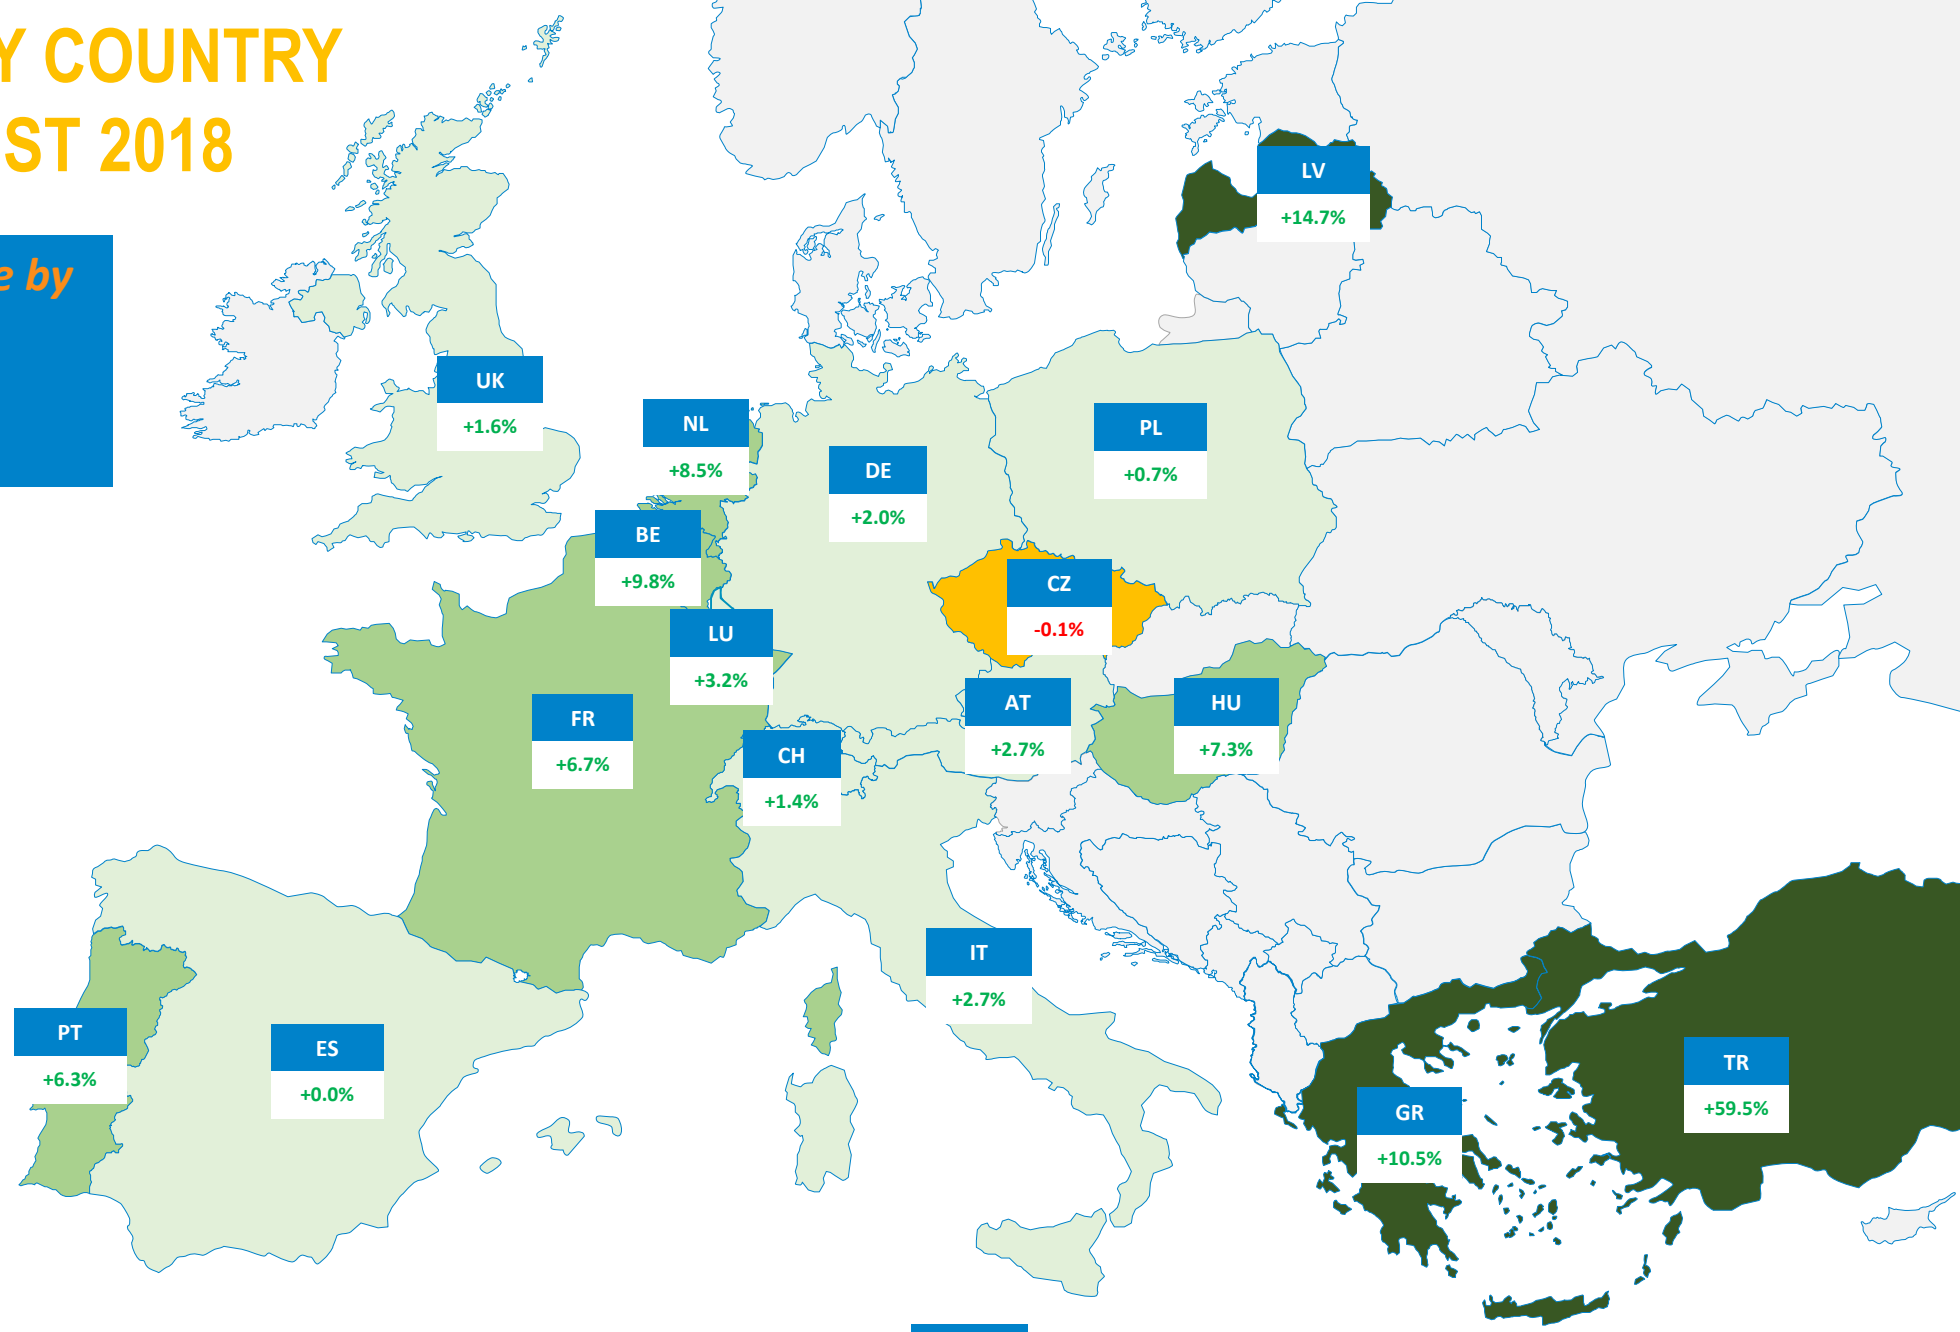 Y COUNTRY
ST 2018
e by
LV
+14.7%
UK
+1.6%
NL
+8.5%
DE
+2.0%
PL
+0.7%
BE
+9.8%
CZ
-0.1%
LU
+3.2%
FR
+6.7%
AT
+2.7%
HU
+7.3%
CH
+1.4%
IT
+2.7%
PT
+6.3%
ES
+0.0%
GR
+10.5%
TR
+59.5%